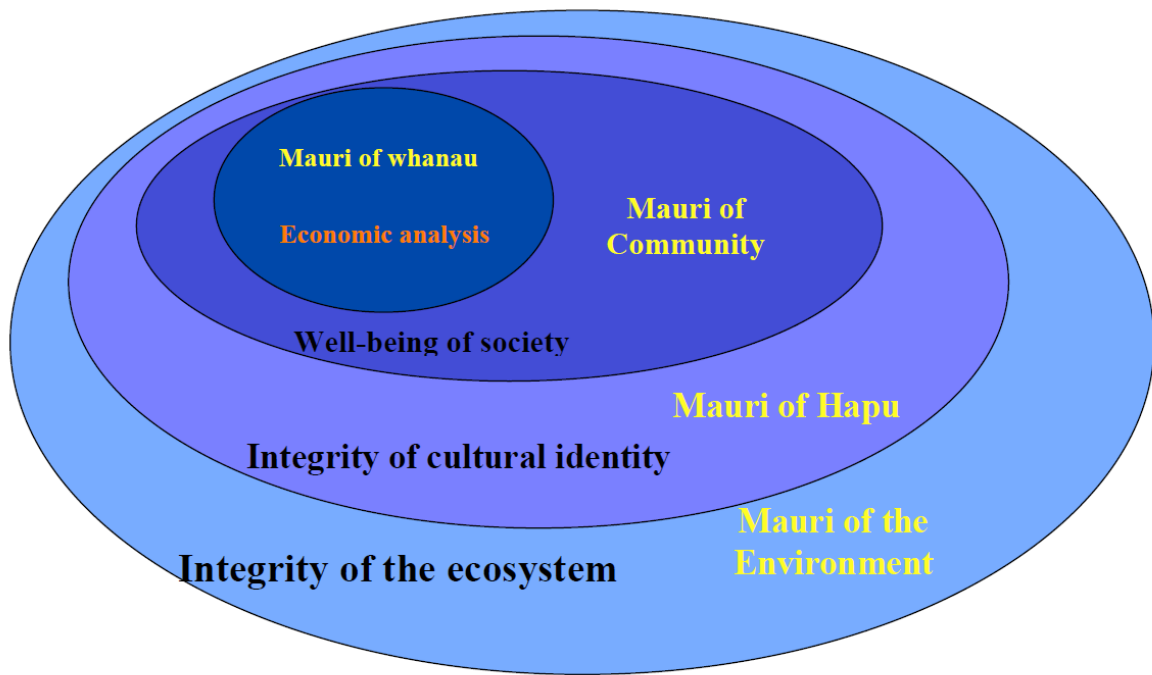 Mauri of whanau
Economic analysis
Mauri of
Community
Well-being of society
Mauri of Hapu
Integrity of cultural identity
Mauri of the
Environment
Integrity of the ecosystem